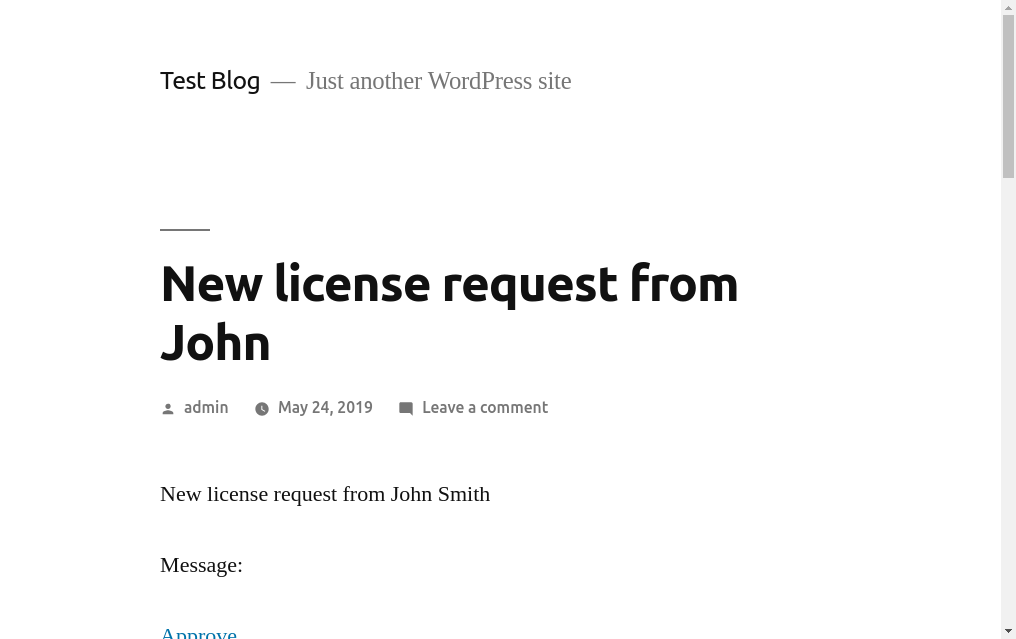 Test Blog — Just another WordPress site
New license request from
John
admin May 24, 2019 Leave a comment
New license request from John Smith
Message:
Approve